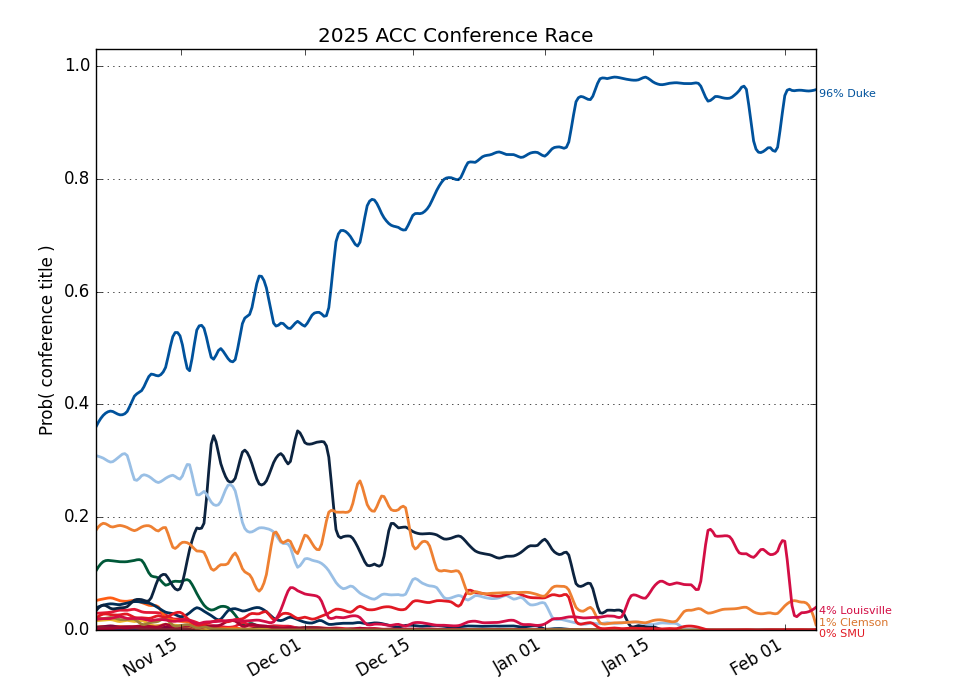 2025 ACC Conference Race
Prob( conference title )
1.0
0.8
0.6
0.4
0.2
0.0
Nov 15
Dec 01
Dec 15
Jan 01
Jan 15
Feb 01
96% Duke
4% Louisville
1% Clemson
0% SMU